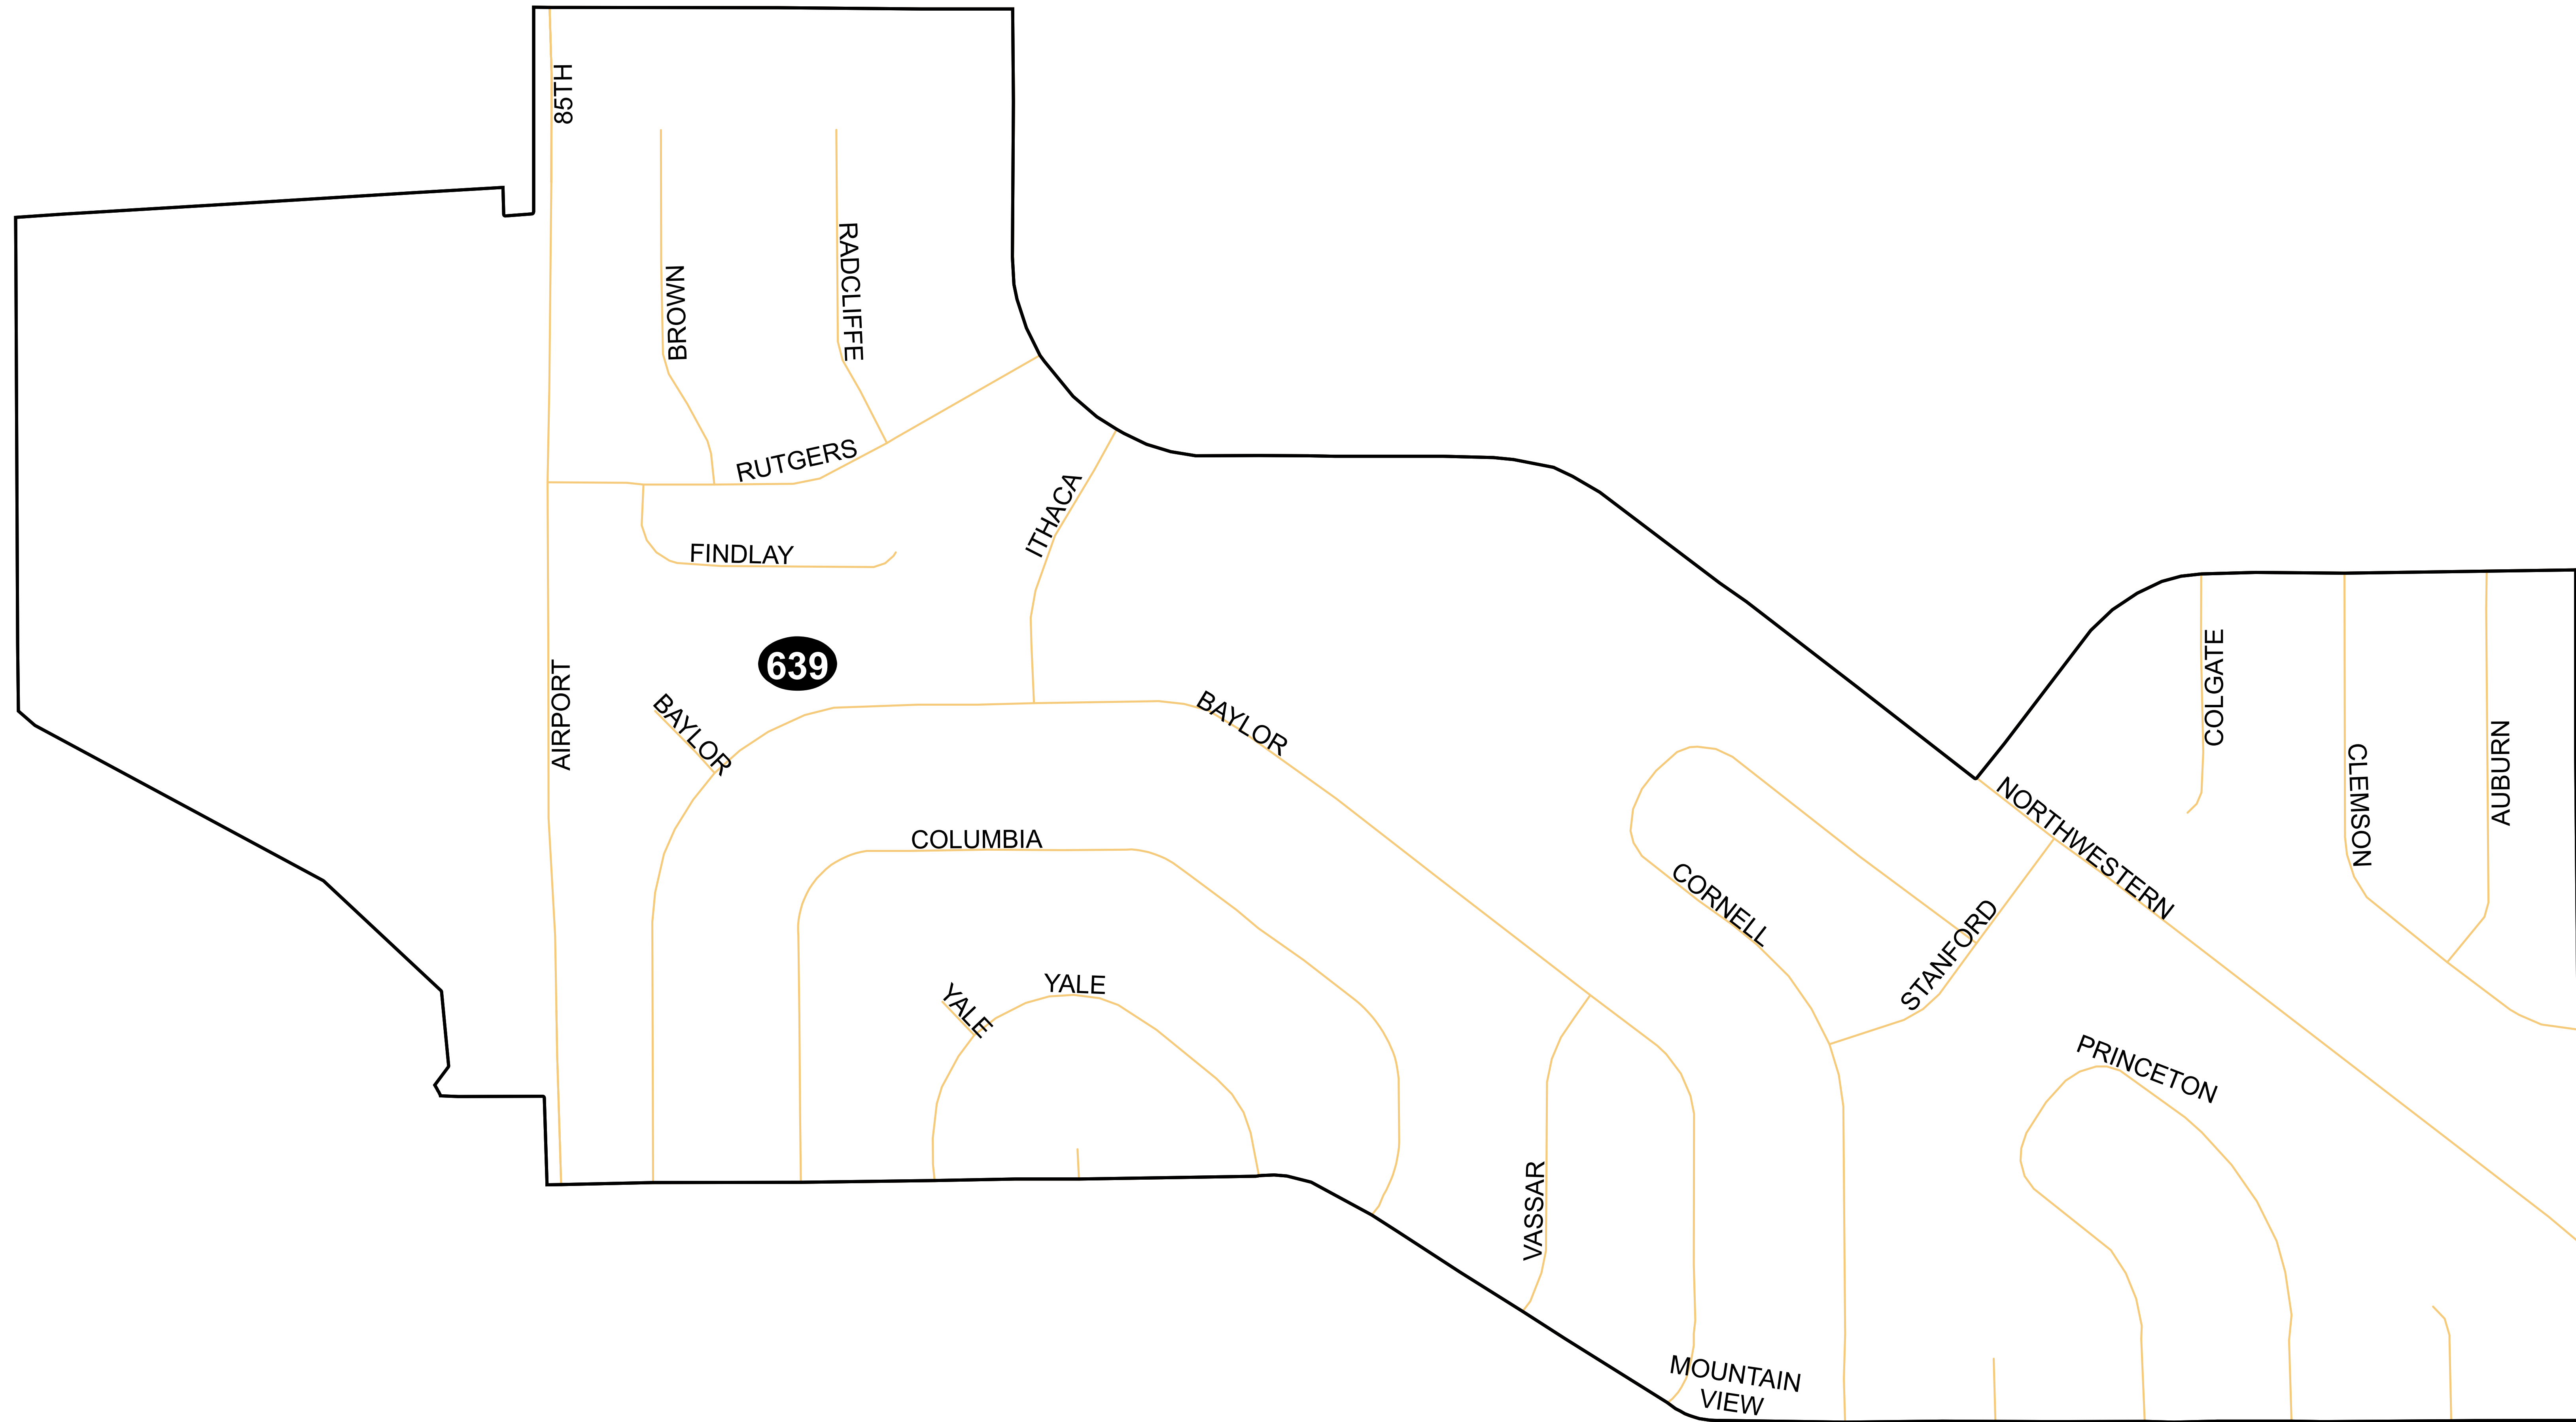 85TH
BROWN
RADCLIFFE
RUTGERS
ITHACA
FINDLAY
639
AIRPORT
BAYLOR
BAYLOR
COLUMBIA
YALE
YALE
CORNELL
STANFORD
NORTHWESTERN
COLGATE
CLEMSON
AUBURN
PRINCETON
VASSAR
MOUNTAIN
VIEW